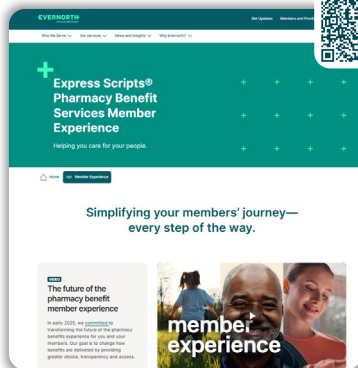 EVERNORTH
HEALTH SERVICES
Get Updates
Who We Serve Our services News and Insights Why Evernorth?
Express Scripts®
Pharmacy Benefit
Services Member
Experience
Helping you care for your people.
Home Member Experience
Simplifying your members' journey—
every step of the way.
VIDEO
The future of the
pharmacy benefit
member experience
In early 2025, we committed to
transforming the future of the pharmacy
benefits experience for you and your
members. Our goal is to change how
benefits are delivered by providing
greater choice, transparency and access.
member
experience